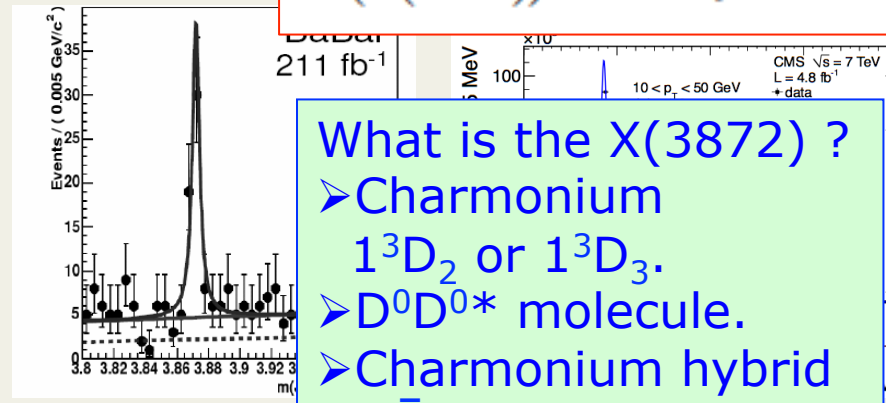 BaBar
211 fb⁻¹
Events / ( 0.005 GeV/c² )
35
30
25
20
15
10
5
0
3.8 3.82 3.84 3.86 3.88 3.9 3.92
×10³
100
CMS √s = 7 TeV
L = 4.8 fb⁻¹
data
10 < p_T < 50 GeV
MeV
What is the X(3872) ?
➢Charmonium
1³D₂ or 1³D₃.
➢D⁰D⁰* molecule.
➢Charmonium hybrid